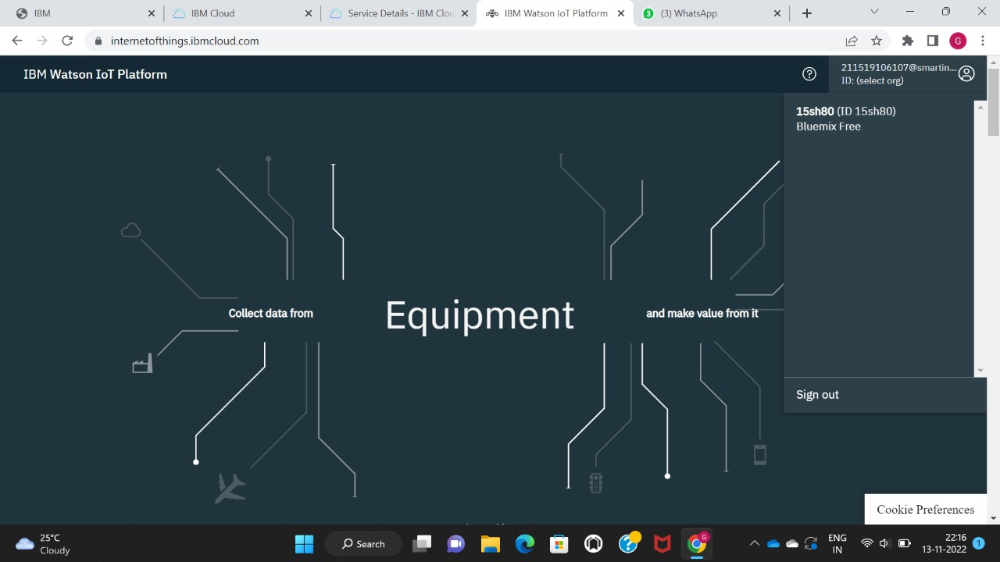 IBM
IBM Cloud
Service Details - IBM Clou
IBM Watson IoT Platform
3
(3) WhatsApp
internetofthings.ibmcloud.com
G
IBM Watson IoT Platform
211519106107@smartin...
ID: (select org)
15sh80 (ID 15sh80)
Bluemix Free
Collect data from
Equipment
and make value from it
Sign out
Cookie Preferences
25°C
Cloudy
Search
G
ENG
IN
22:16
13-11-2022
1